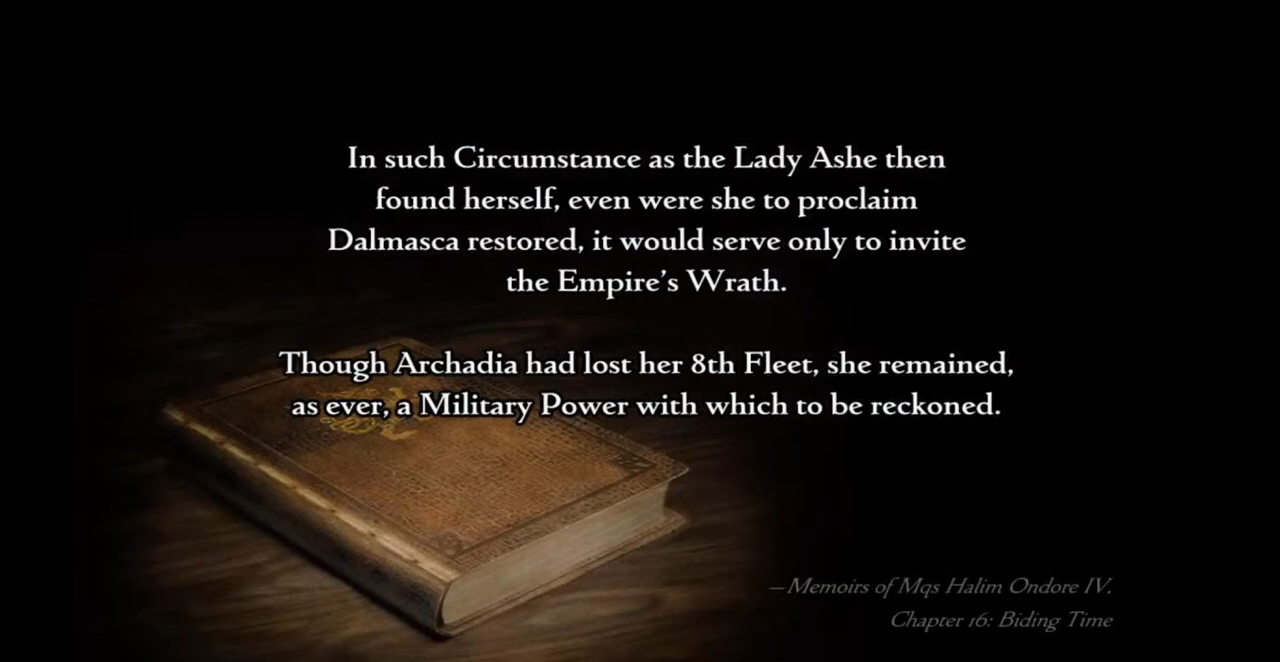 In such Circumstance as the Lady Ashe then
found herself, even were she to proclaim
Dalmasca restored, it would serve only to invite
the Empire's Wrath.
Though Archadia had lost her 8th Fleet, she remained,
as ever, a Military Power with which to be reckoned.
—Memoirs of Mqs Halim Ondore IV,
Chapter 16: Biding Time